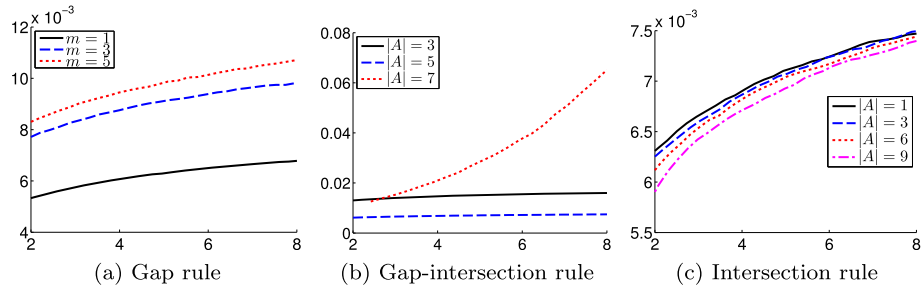 x 10⁻³
12
10
8
6
4
2 4 6 8
m = 1
m = 3
m = 5
(a) Gap rule
0.08
0.06
0.04
0.02
0
2 4 6 8
|A| = 3
|A| = 5
|A| = 7
(b) Gap-intersection rule
x 10⁻³
7.5
7
6.5
6
5.5
2 4 6 8
|A| = 1
|A| = 3
|A| = 6
|A| = 9
(c) Intersection rule